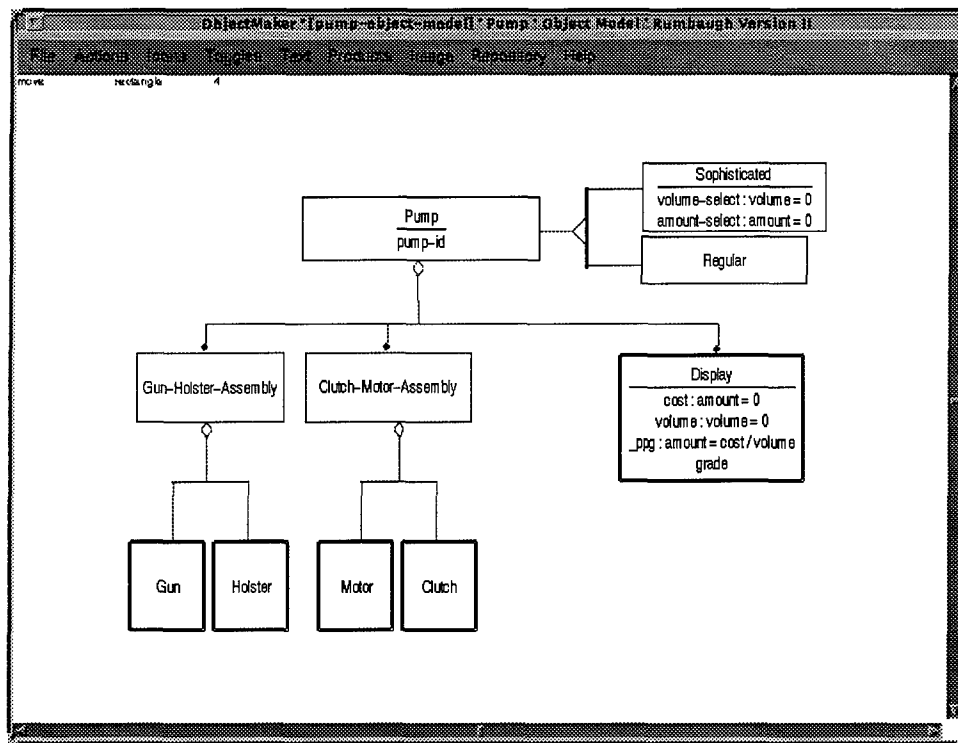 ObjectMaker * [pump-object-model] * Pump * Object Model * Rumbaugh Version II
File Actions Icons Toggles Text Products Image Repository Help
move rectangle 4
Sophisticated
volume-select : volume = 0
amount-select : amount = 0
Pump
pump-id
Regular
Gun-Holster-Assembly
Clutch-Motor-Assembly
Display
cost : amount = 0
volume : volume = 0
_ppg : amount = cost / volume
grade
Gun
Holster
Motor
Clutch